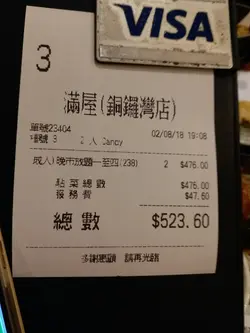 VISA
3
滿屋(銅鑼灣店)
單號23404 02/08/18 19:08
檯號 3 2 人 Candy
成人)晚市放題一至四(238) 2 $476.00
點菜總數 $476.00
服務費 $47.60
總數 $523.60
多謝惠顧 請再光臨